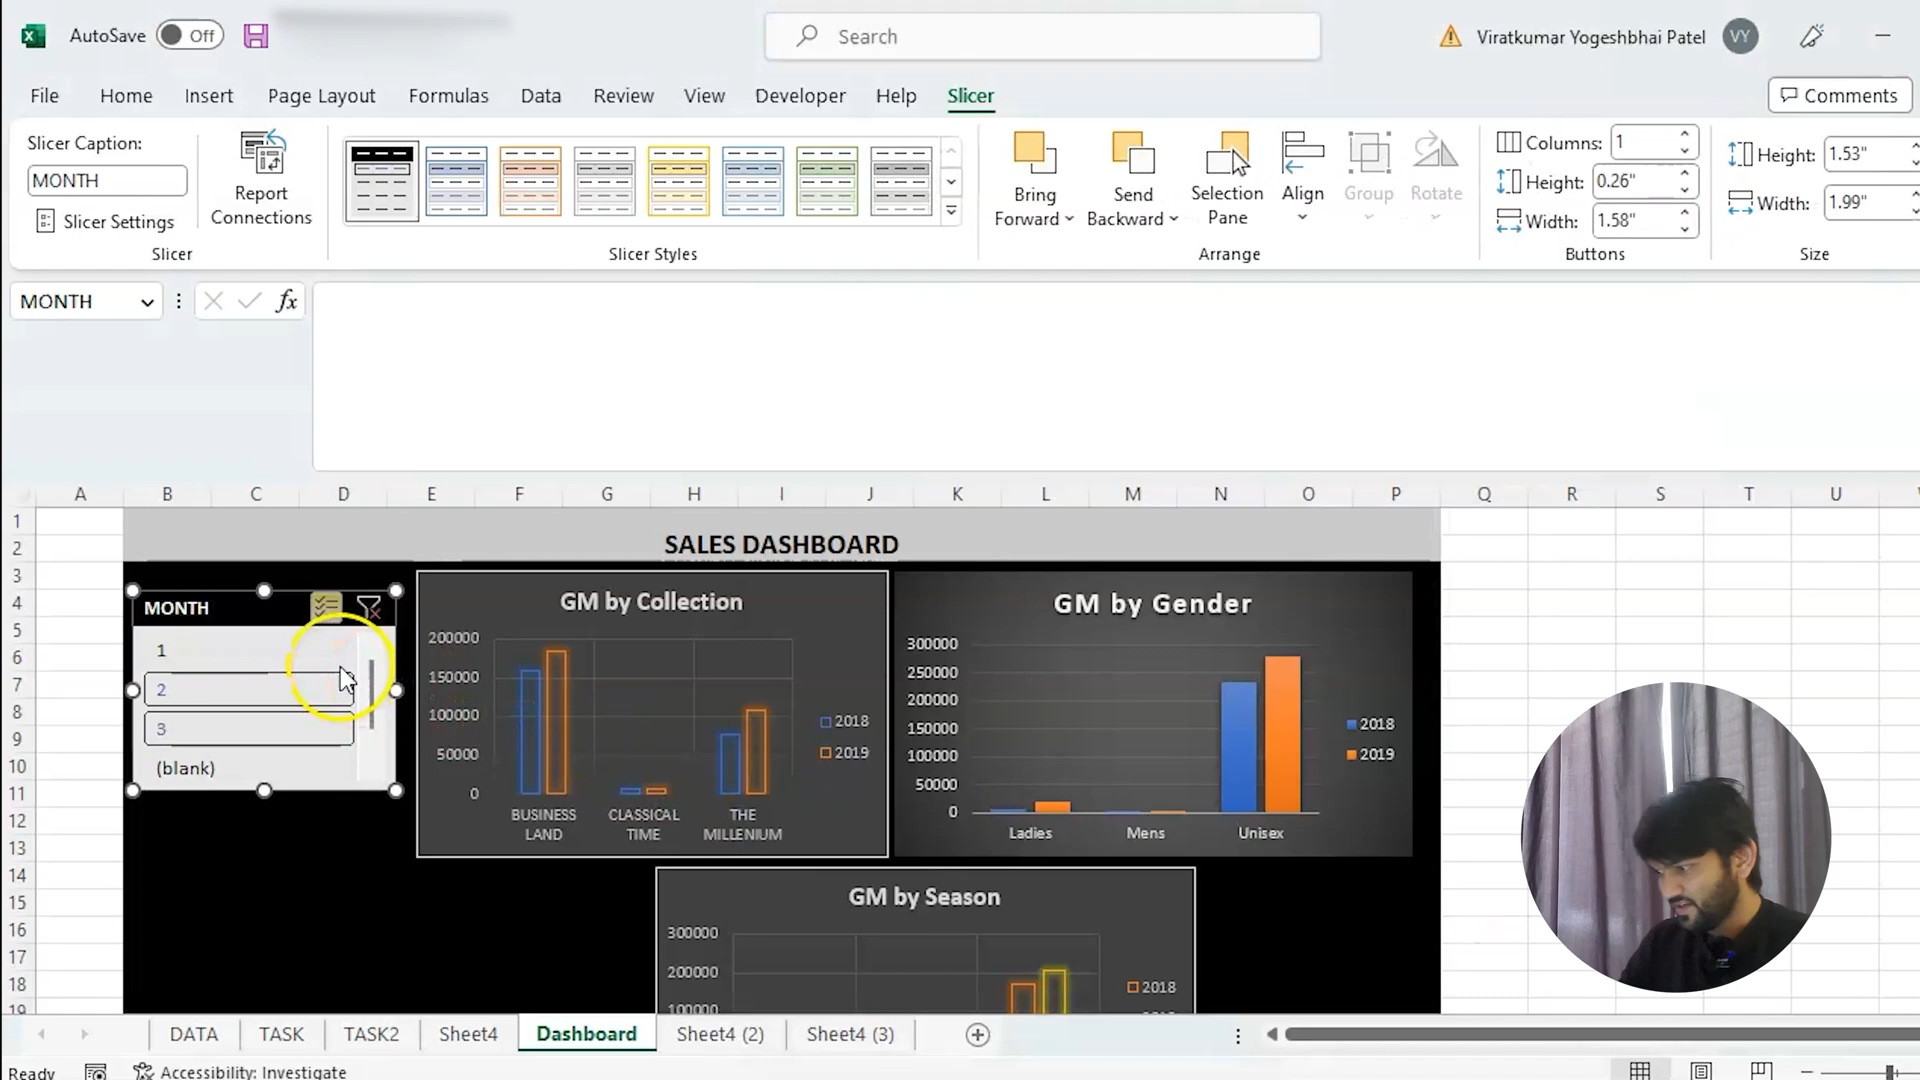 AutoSave Off
Search
Viratkumar Yogeshbhai Patel VY
File Home Insert Page Layout Formulas Data Review View Developer Help Slicer
Comments
Slicer Caption:
MONTH
Slicer Settings
Report
Connections
Slicer
Slicer Styles
Bring
Forward
Send
Backward
Selection
Pane
Align
Group
Rotate
Arrange
Columns: 1
Height: 0.26"
Width: 1.58"
Buttons
Height: 1.53"
Width: 1.99"
Size
MONTH fx
A B C D E F G H I J K L M N O P Q R S T U
1
2
3
4
5
6
7
8
9
10
11
12
13
14
15
16
17
18
19
SALES DASHBOARD
MONTH
1
2
3
(blank)
GM by Collection
200000
150000
100000
50000
0
BUSINESS
LAND
CLASSICAL
TIME
THE
MILLENIUM
2018
2019
GM by Gender
300000
250000
200000
150000
100000
50000
0
Ladies Mens Unisex
2018
2019
GM by Season
300000
200000
100000
2018
DATA TASK TASK2 Sheet4 Dashboard Sheet4 (2) Sheet4 (3)
Ready Accessibility: Investigate